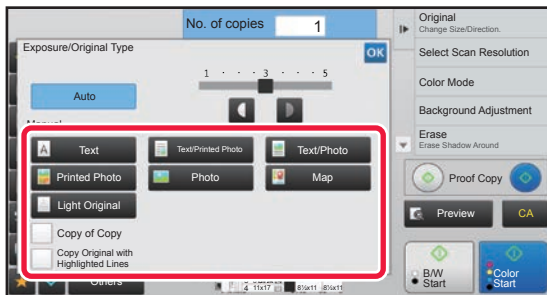 No. of copies 1
Original
Change Size/Direction.
Exposure/Original Type
OK
Select Scan Resolution
1 · · · 3 · · · 5
Auto
Color Mode
Background Adjustment
Manual
Erase
Erase Shadow Around
A Text
Text/Printed Photo
Text/Photo
Printed Photo
Photo
Map
Proof Copy
Light Original
Preview
CA
Copy of Copy
Copy Original with
Highlighted Lines
B/W
Start
Color
Start
Others
4 11x17
8½x11 8½x11